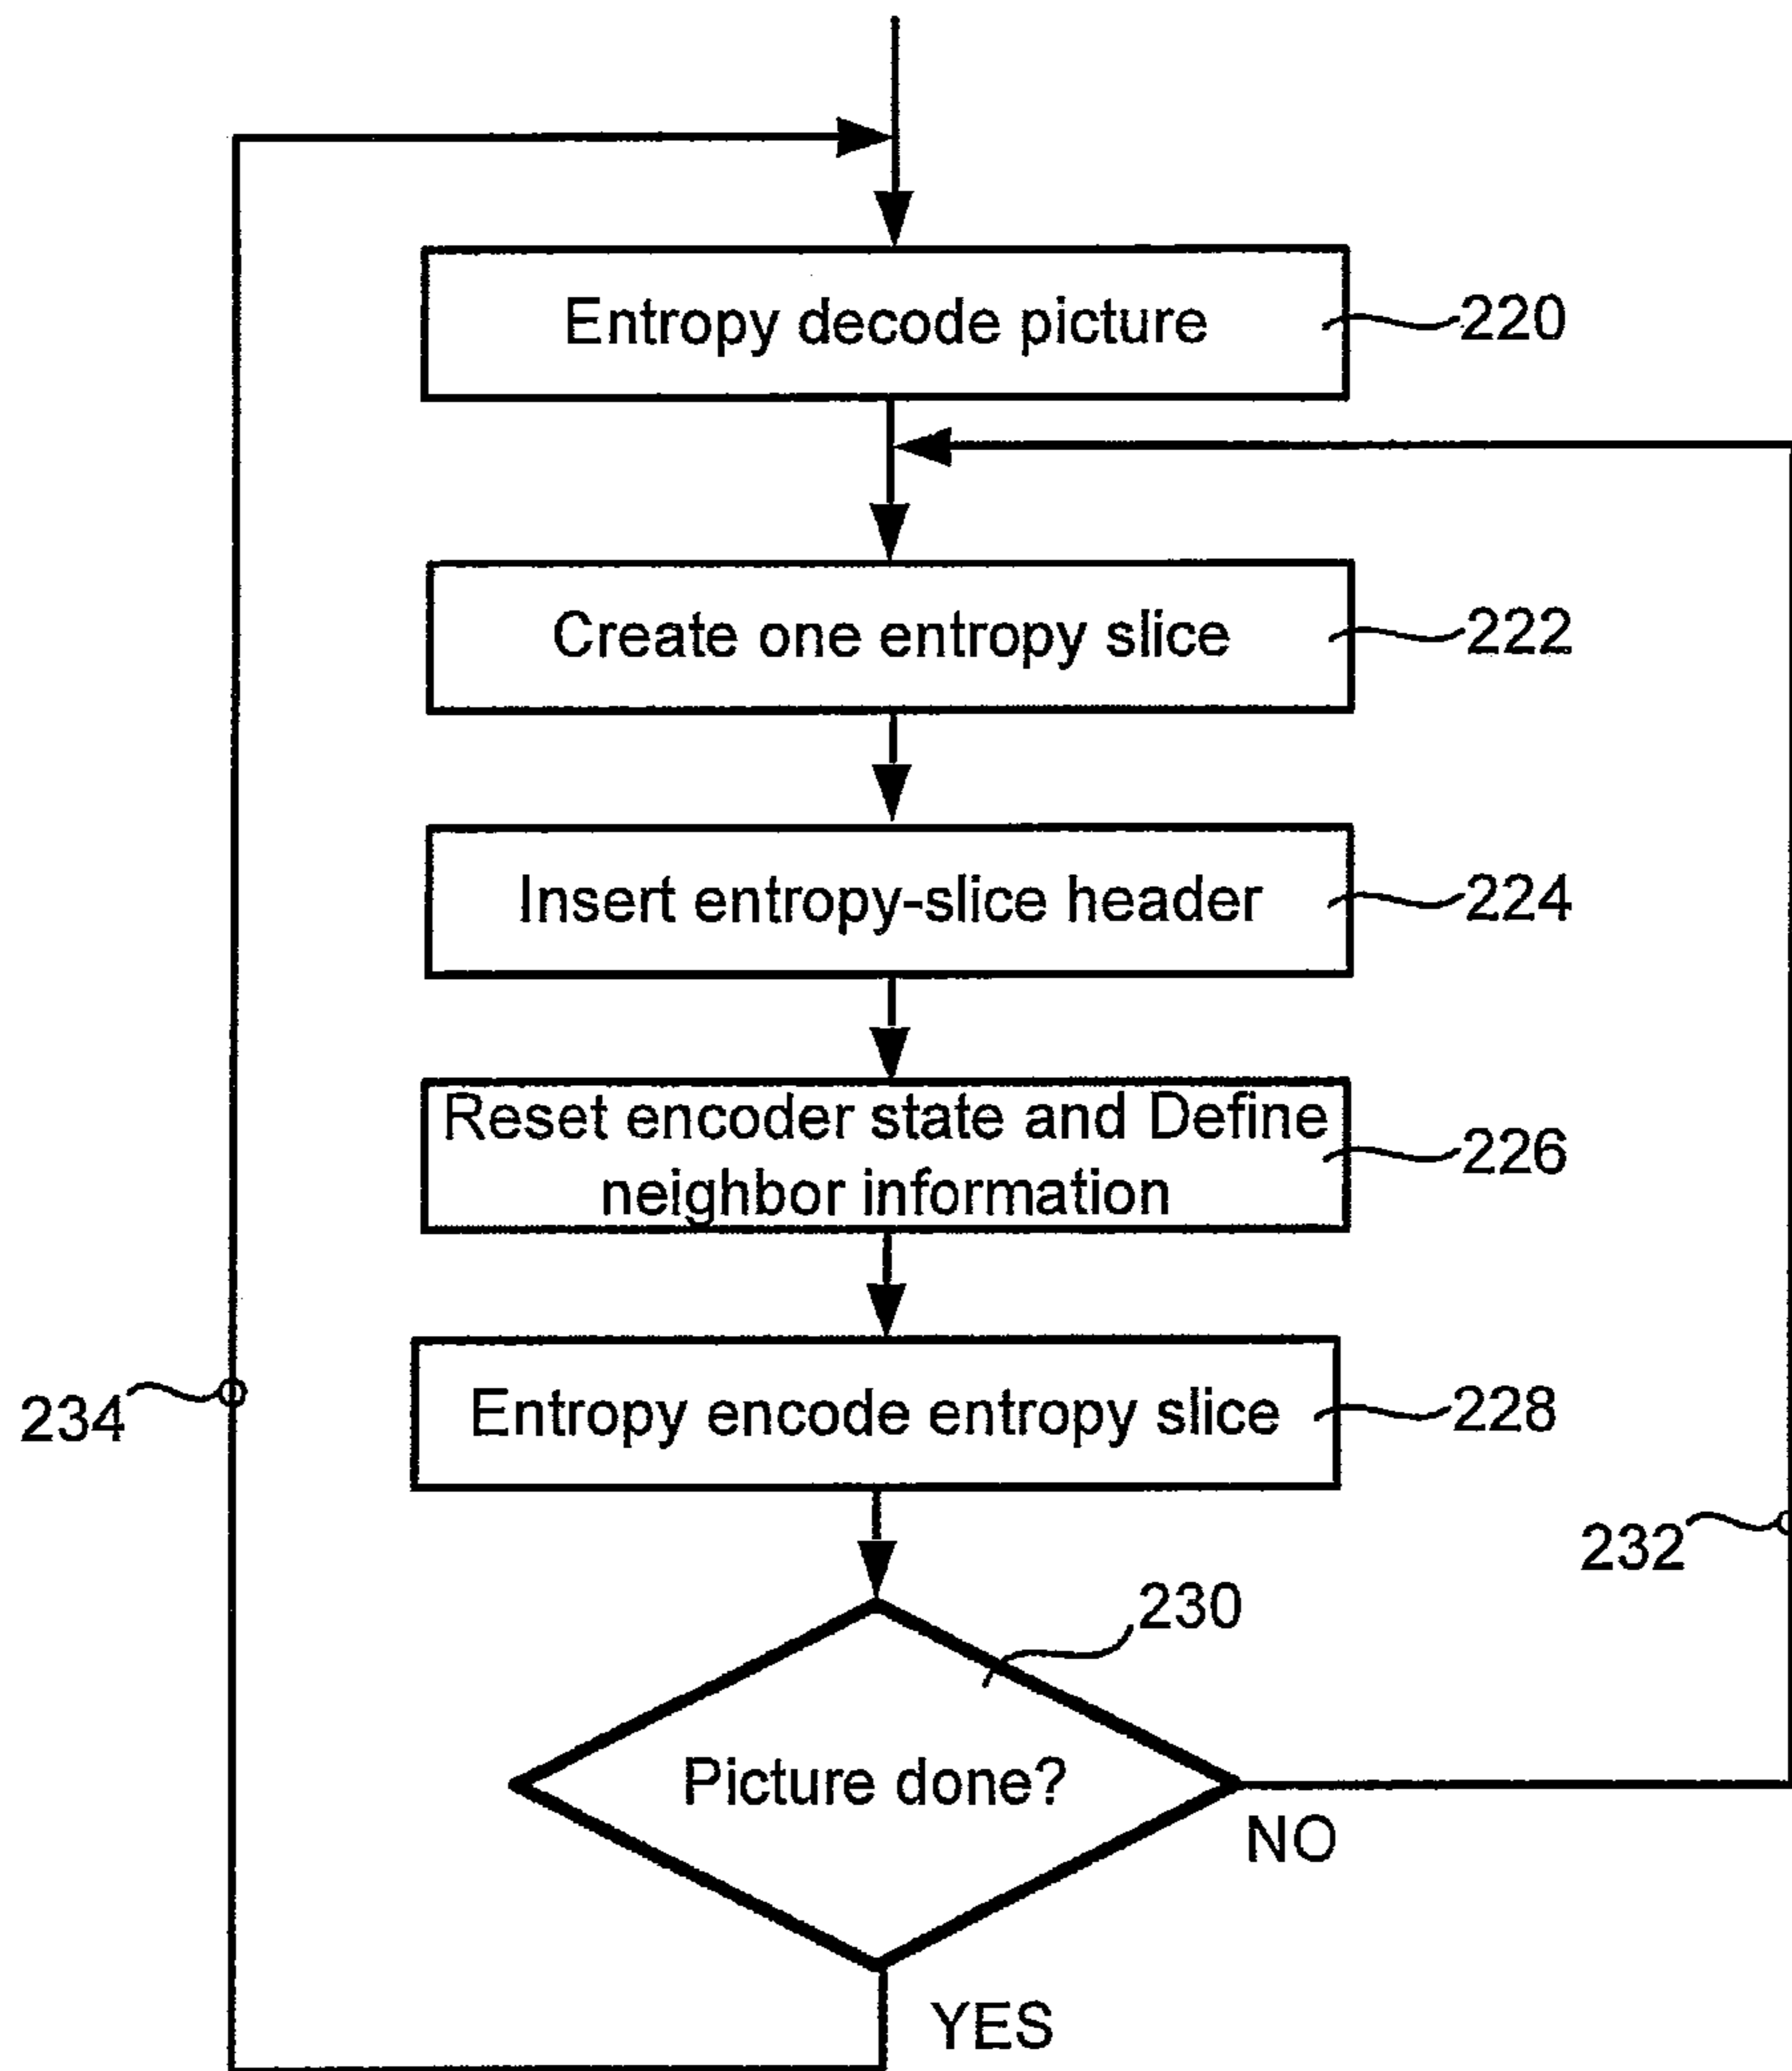 Entropy decode picture
220
Create one entropy slice
222
Insert entropy-slice header
224
Reset encoder state and Define
neighbor information
226
Entropy encode entropy slice
228
234
232
230
Picture done?
NO
YES